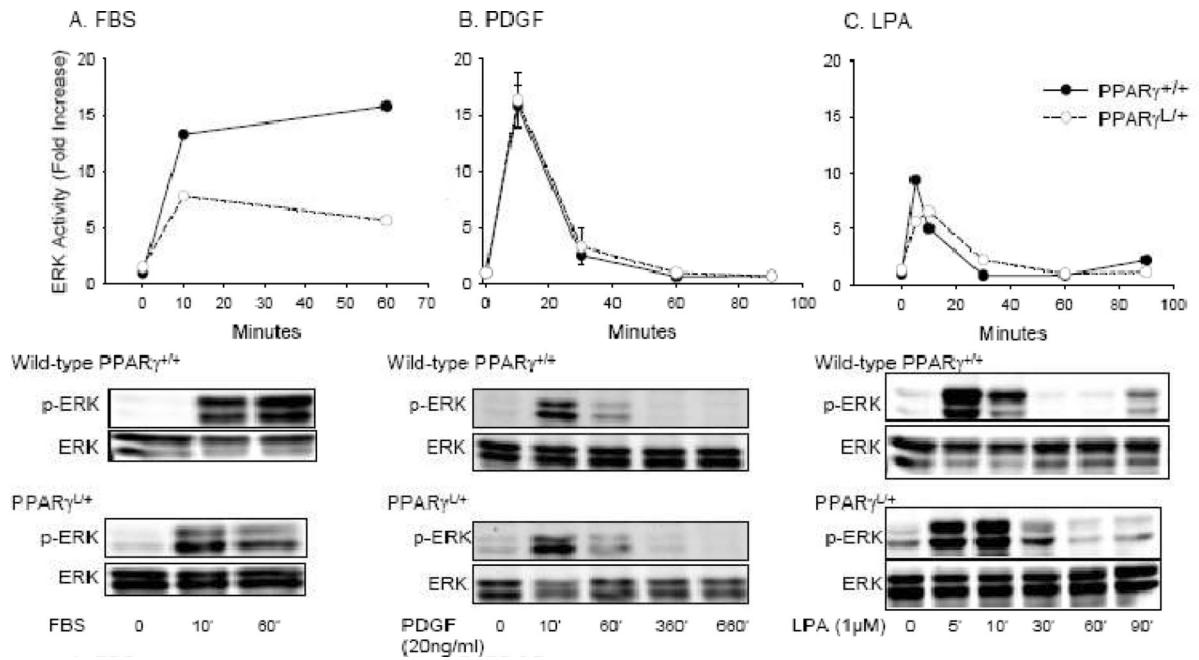 A. FBS
B. PDGF
C. LPA
ERK Activity (Fold Increase)
20
15
10
5
0
0 10 20 30 40 50 60 70
Minutes
20
15
10
5
0
0 20 40 60 80 100
Minutes
20
15
10
5
0
0 20 40 60 80 100
Minutes
PPARγ+/+
PPARγL/+
Wild-type PPARγ+/+
p-ERK
ERK
PPARγL/+
p-ERK
ERK
FBS 0 10' 60'
Wild-type PPARγ+/+
p-ERK
ERK
PPARγL/+
p-ERK
ERK
PDGF 0 10' 60' 360' 660'
(20ng/ml)
Wild-type PPARγ+/+
p-ERK
ERK
PPARγL/+
p-ERK
ERK
LPA (1μM) 0 5' 10' 30' 60' 90'